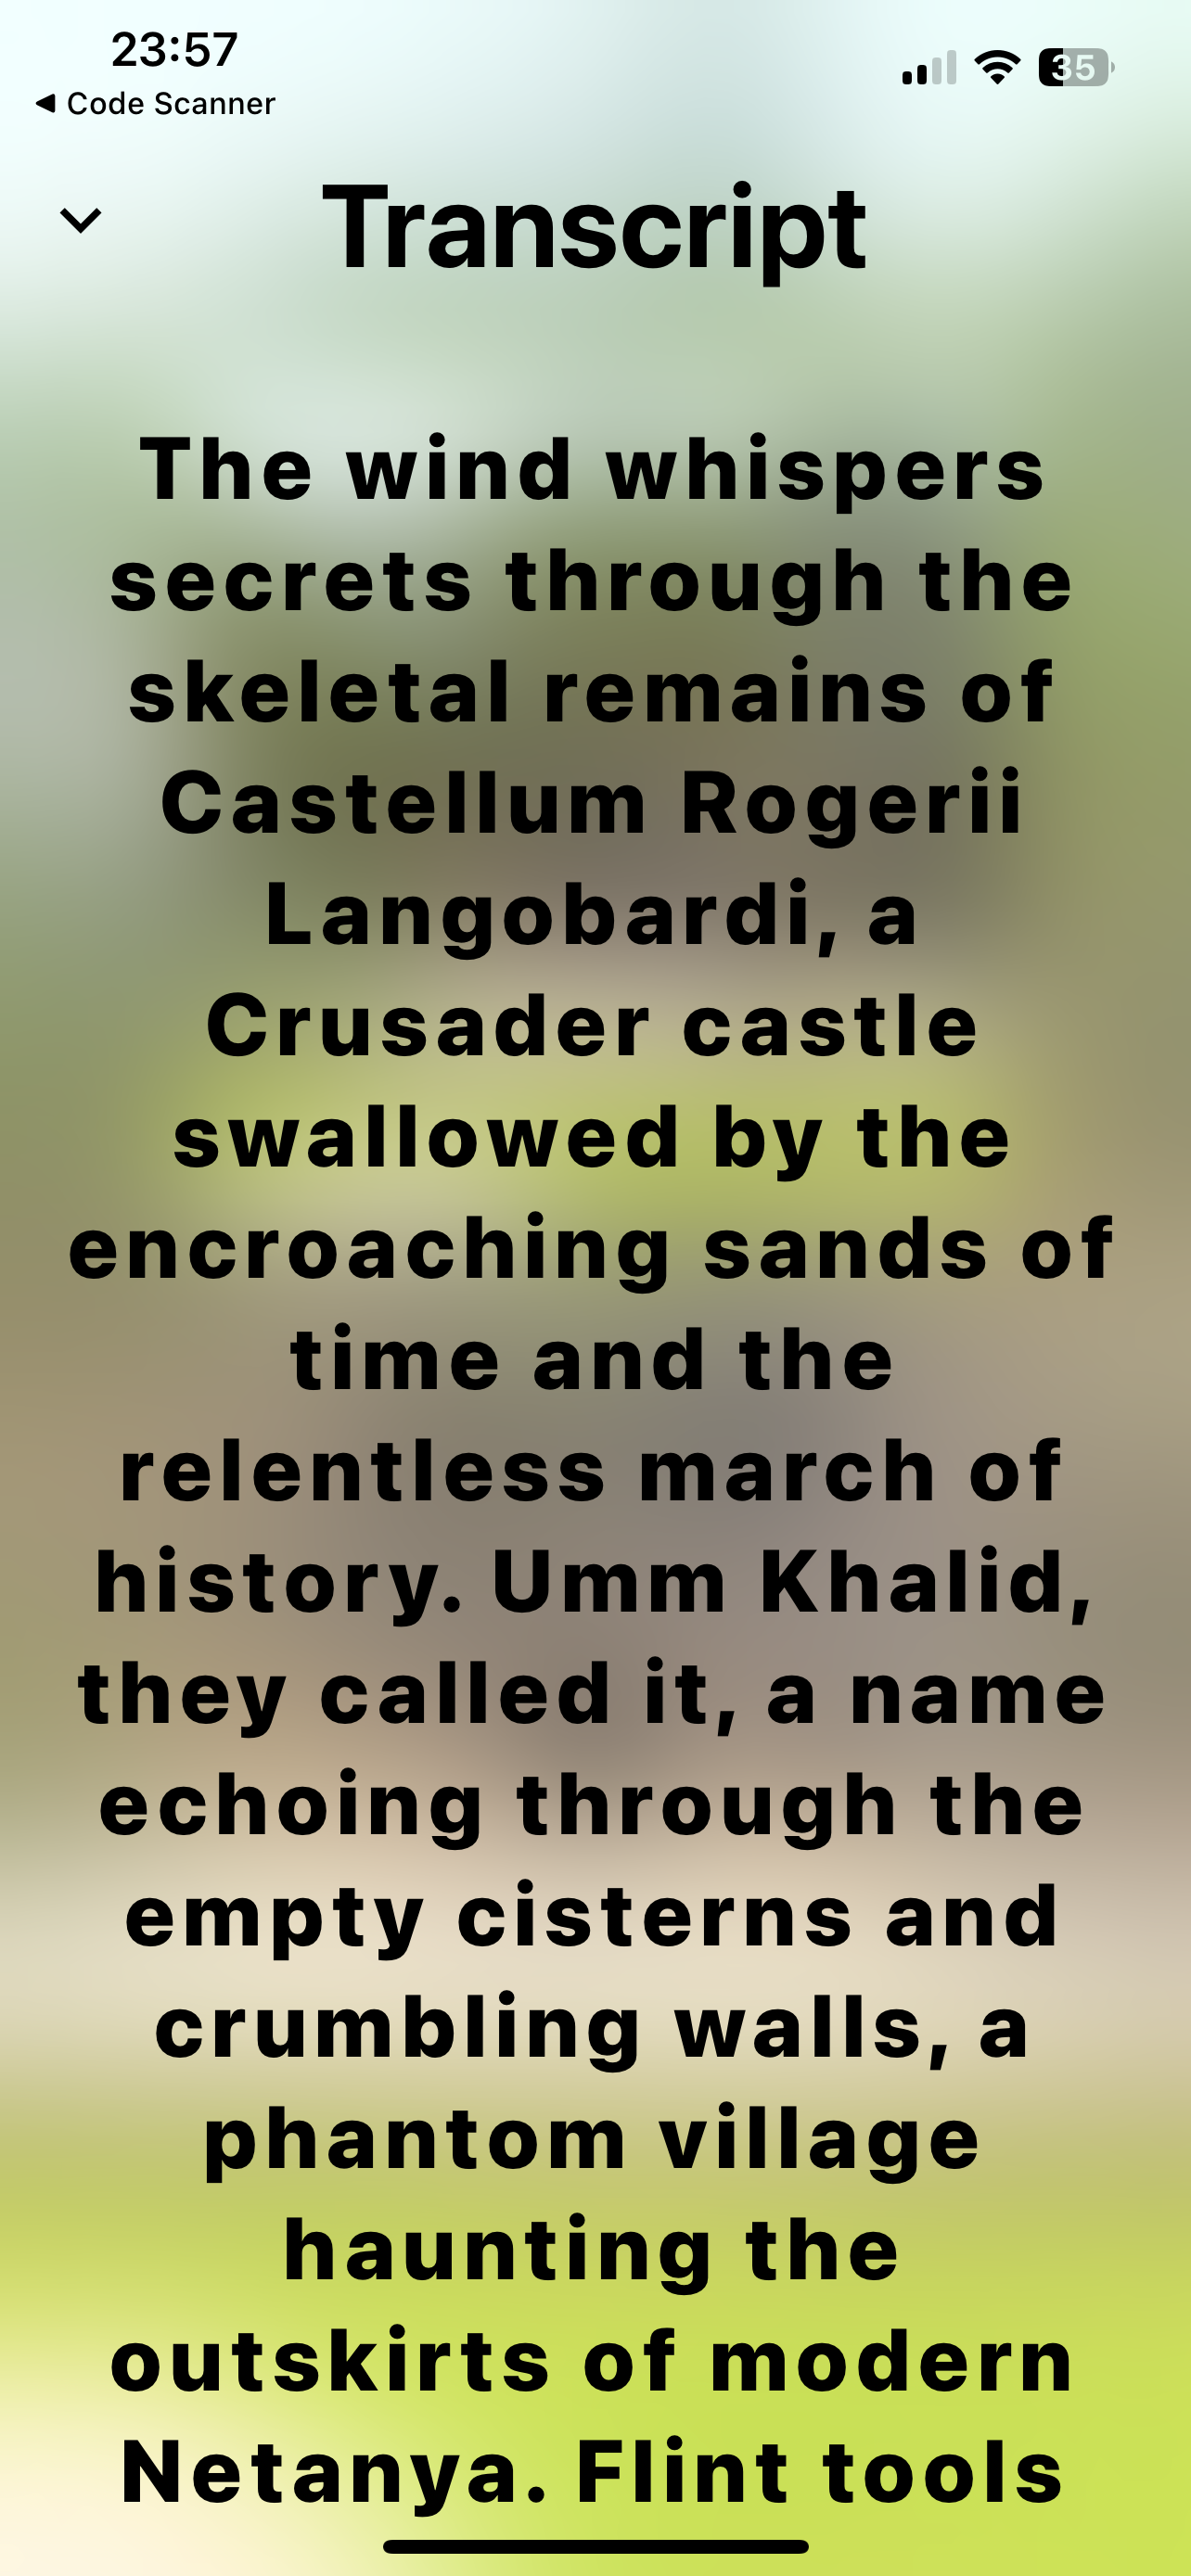 23:57
35
◀ Code Scanner
Transcript
The wind whispers
secrets through the
skeletal remains of
Castellum Rogerii
Langobardi, a
Crusader castle
swallowed by the
encroaching sands of
time and the
relentless march of
history. Umm Khalid,
they called it, a name
echoing through the
empty cisterns and
crumbling walls, a
phantom village
haunting the
outskirts of modern
Netanya. Flint tools